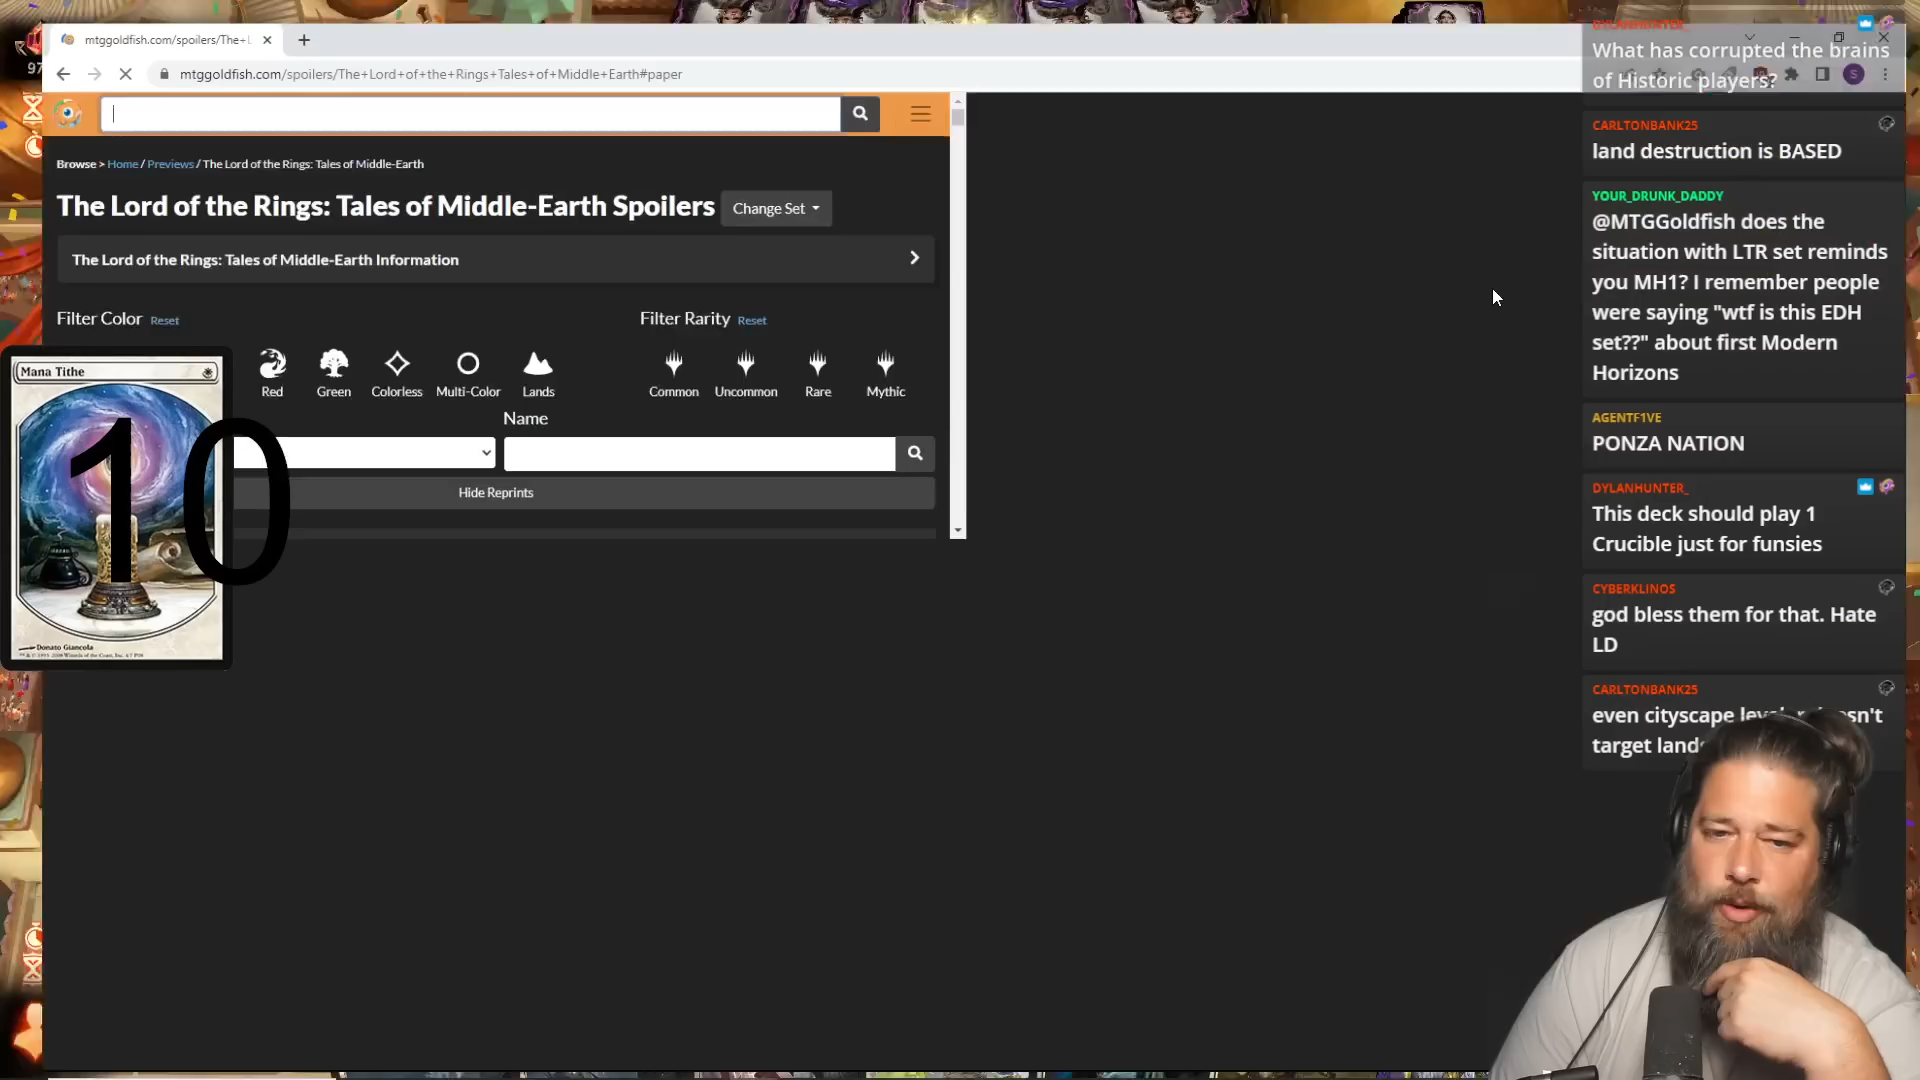 mtggoldfish.com/spoilers/The+L
mtggoldfish.com/spoilers/The+Lord+of+the+Rings+Tales+of+Middle+Earth#paper
97
Browse > Home / Previews / The Lord of the Rings: Tales of Middle-Earth
The Lord of the Rings: Tales of Middle-Earth Spoilers
Change Set
The Lord of the Rings: Tales of Middle-Earth Information
Filter Color Reset
Filter Rarity Reset
Red
Green
Colorless
Multi-Color
Lands
Common
Uncommon
Rare
Mythic
Name
Hide Reprints
Mana Tithe
10
Donato Giancola
DYLANHUNTER_
What has corrupted the brains
of Historic players?
S
CARLTONBANK25
land destruction is BASED
YOUR_DRUNK_DADDY
@MTGGoldfish does the
situation with LTR set reminds
you MH1? I remember people
were saying "wtf is this EDH
set??" about first Modern
Horizons
AGENTF1VE
PONZA NATION
DYLANHUNTER_
This deck should play 1
Crucible just for funsies
CYBERKLINOS
god bless them for that. Hate
LD
CARLTONBANK25
even cityscape
target